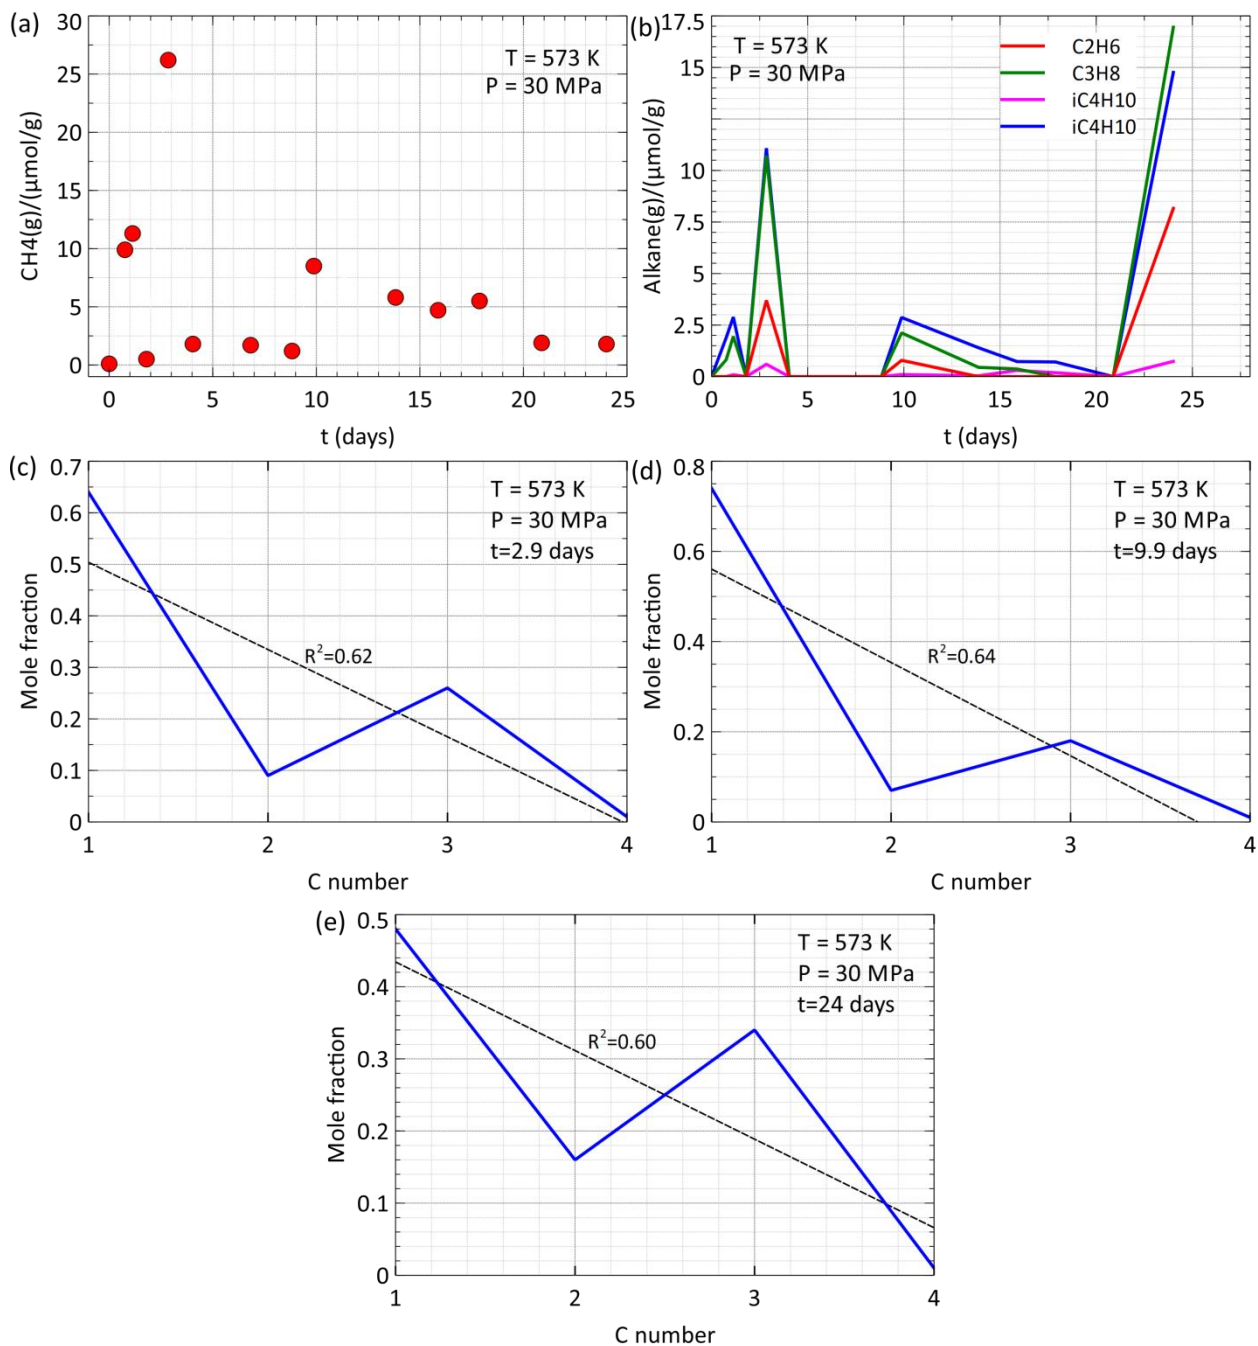 (a)
30
25
20
15
10
5
0
CH4(g)/(μmol/g)
T = 573 K
P = 30 MPa
0 5 10 15 20 25
t (days)
(b)
17.5
15
10
7.5
5
2.5
0
Alkane(g)/(μmol/g)
T = 573 K
P = 30 MPa
C2H6
C3H8
iC4H10
iC4H10
0 5 10 15 20 25
t (days)
(c)
0.7
0.6
0.5
0.4
0.3
0.2
0.1
0
Mole fraction
T = 573 K
P = 30 MPa
t=2.9 days
R²=0.62
1 2 3 4
C number
(d)
0.8
0.6
0.4
0.2
0
Mole fraction
T = 573 K
P = 30 MPa
t=9.9 days
R²=0.64
1 2 3 4
C number
(e)
0.5
0.4
0.3
0.2
0.1
0
Mole fraction
T = 573 K
P = 30 MPa
t=24 days
R²=0.60
1 2 3 4
C number